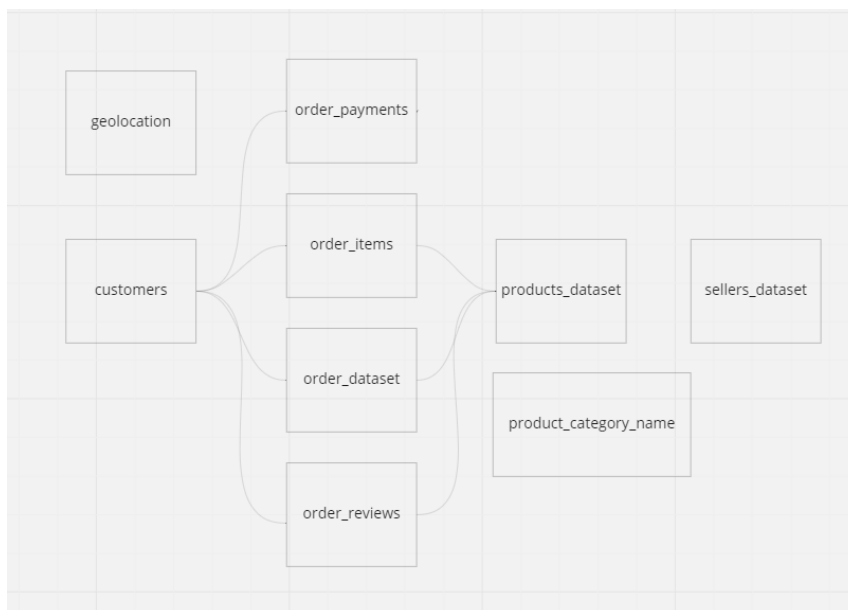 geolocation
customers
order_payments
order_items
order_dataset
order_reviews
products_dataset
product_category_name
sellers_dataset